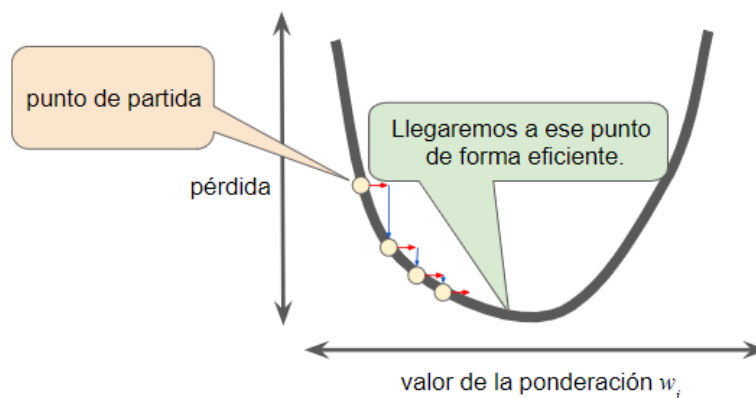 punto de partida
Llegaremos a ese punto
de forma eficiente.
pérdida
valor de la ponderación wᵢ